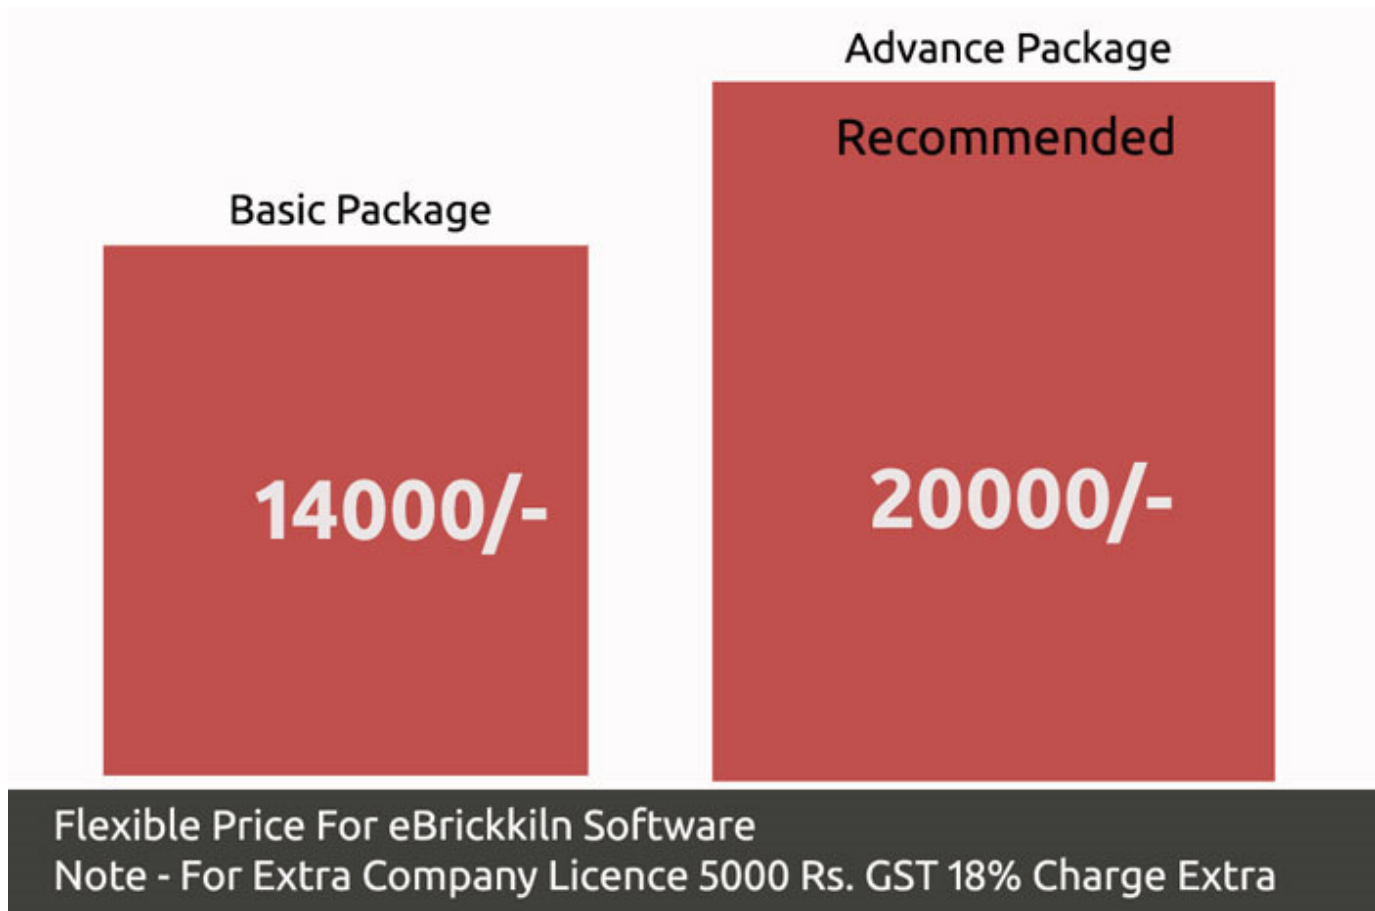 Advance Package
Recommended
Basic Package
14000/-
20000/-
Flexible Price For eBrickkiln Software
Note - For Extra Company Licence 5000 Rs. GST 18% Charge Extra